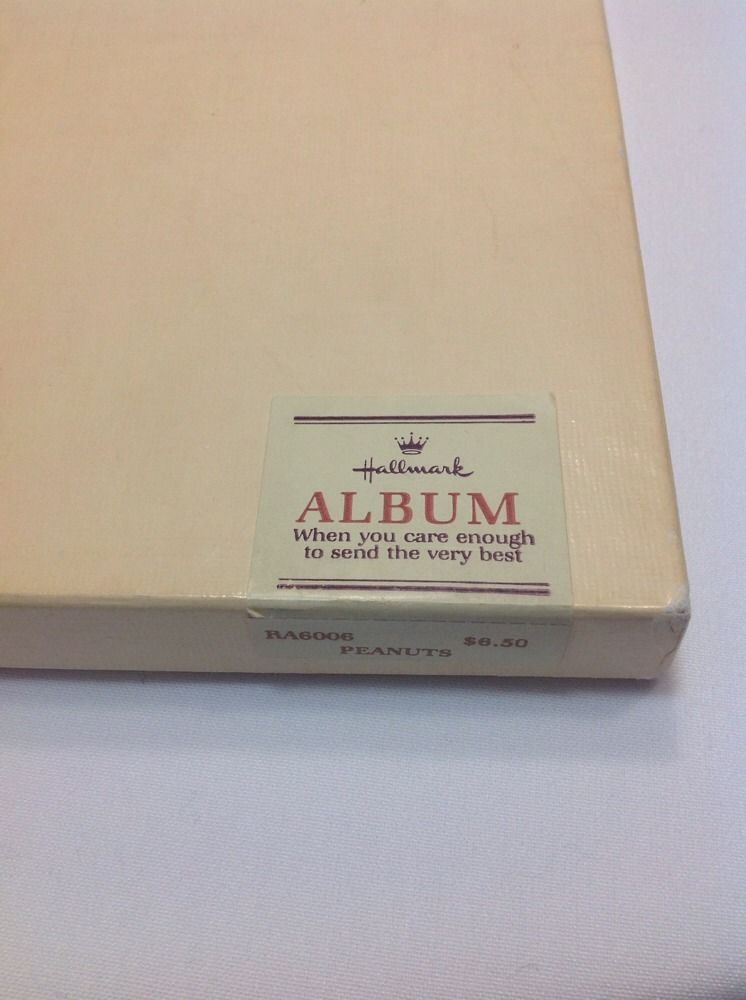 Hallmark
ALBUM
When you care enough
to send the very best
RA6006 $6.50
PEANUTS